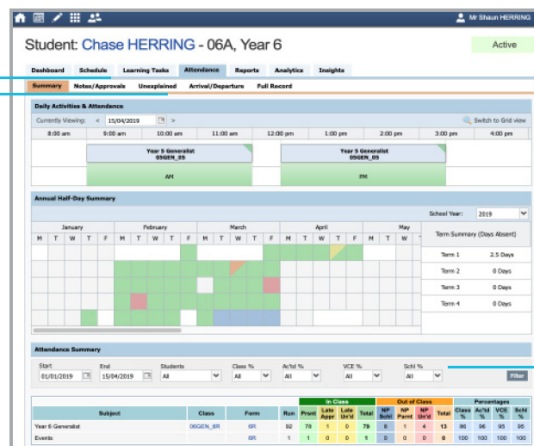 Mr Shaun HERRING
Student: Chase HERRING - 06A, Year 6
Active
Dashboard Schedule Learning Tasks Attendance Reports Analytics Insights
Summary Notes/Approvals Unexplained Arrival/Departure Full Record
Daily Activities & Attendance
Currently Viewing: < 15/04/2019 > Switch to Grid view
8:00 am 9:00 am 10:00 am 11:00 am 12:00 pm 1:00 pm 2:00 pm 3:00 pm 4:00 pm
Year 5 Generalist Year 5 Generalist
05GEN_05 05GEN_05
AM PM
Annual Half-Day Summary
School Year: 2019
January February March April May
M T W T F M T W T F M T W T F M T W T F M T
Term Summary (Days Absent)
Term 1 2.5 Days
Term 2 0 Days
Term 3 0 Days
Term 4 0 Days
Attendance Summary
Start End Students Class % Ac'td % VCE % Schl %
01/01/2019 15/04/2019 All All All All All Filter
In Class Out of Class Percentages
Subject Class Form Run Prsnt Late Appr Late Un'd Total NP Schl NP Parnt NP Un'd Total Class % Ac'td % VCE % Schl %
Year 6 Generalist 06GEN_6R 6R 92 78 1 0 79 8 1 4 13 86 96 95 95
Events 6R 1 1 0 0 1 0 0 0 0 100 100 100 100